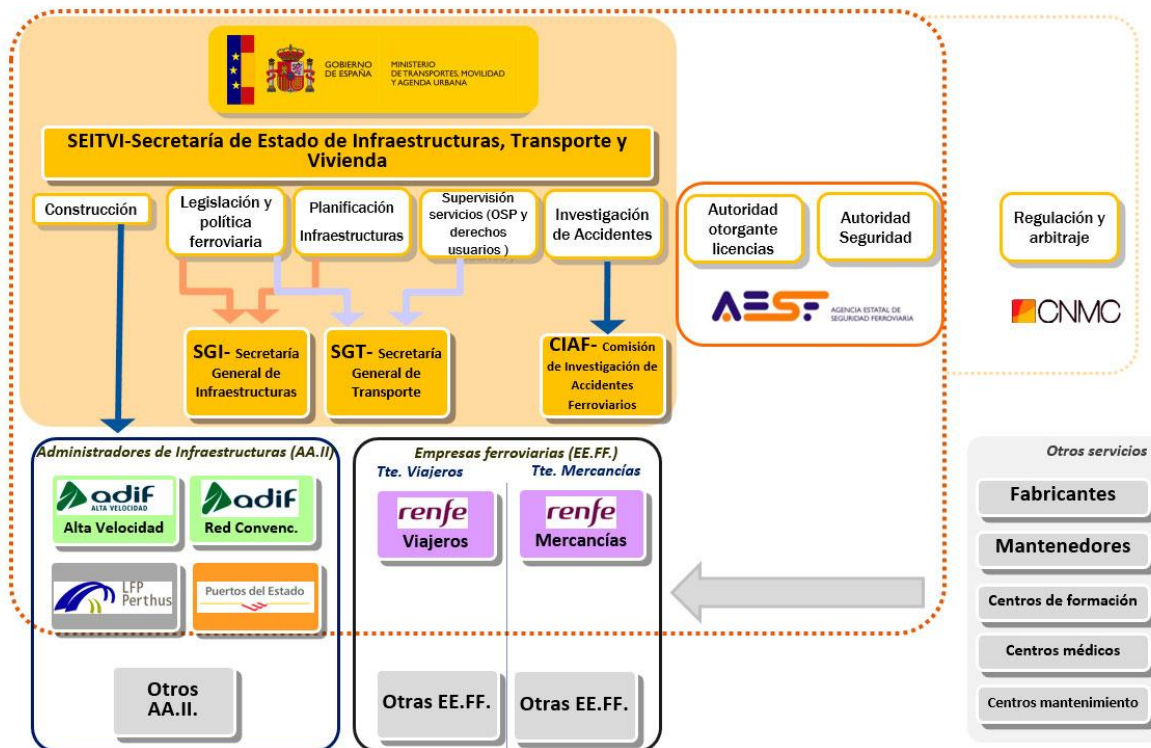 GOBIERNO
DE ESPAÑA
MINISTERIO
DE TRANSPORTES, MOVILIDAD
Y AGENDA URBANA
SEITVI-Secretaría de Estado de Infraestructuras, Transporte y
Vivienda
Construcción
Legislación y
política
ferroviaria
Planificación
Infraestructuras
Supervisión
servicios (OSP y
derechos
usuarios )
Investigación
de Accidentes
Autoridad
otorgante
licencias
Autoridad
Seguridad
Regulación y
arbitraje
AESF
AGENCIA ESTATAL DE
SEGURIDAD FERROVIARIA
CNMC
SGI- Secretaría
General de
Infraestructuras
SGT- Secretaría
General de
Transporte
CIAF- Comisión
de Investigación de
Accidentes
Ferroviarios
Administradores de Infraestructuras (AA.II)
adif
ALTA VELOCIDAD
Alta Velocidad
adif
Red Convenc.
LFP
Perthus
Puertos del Estado
Otros
AA.II.
Empresas ferroviarias (EE.FF.)
Tte. Viajeros
Tte. Mercancías
renfe
Viajeros
renfe
Mercancías
Otras EE.FF.
Otras EE.FF.
Otros servicios
Fabricantes
Mantenedores
Centros de formación
Centros médicos
Centros mantenimiento